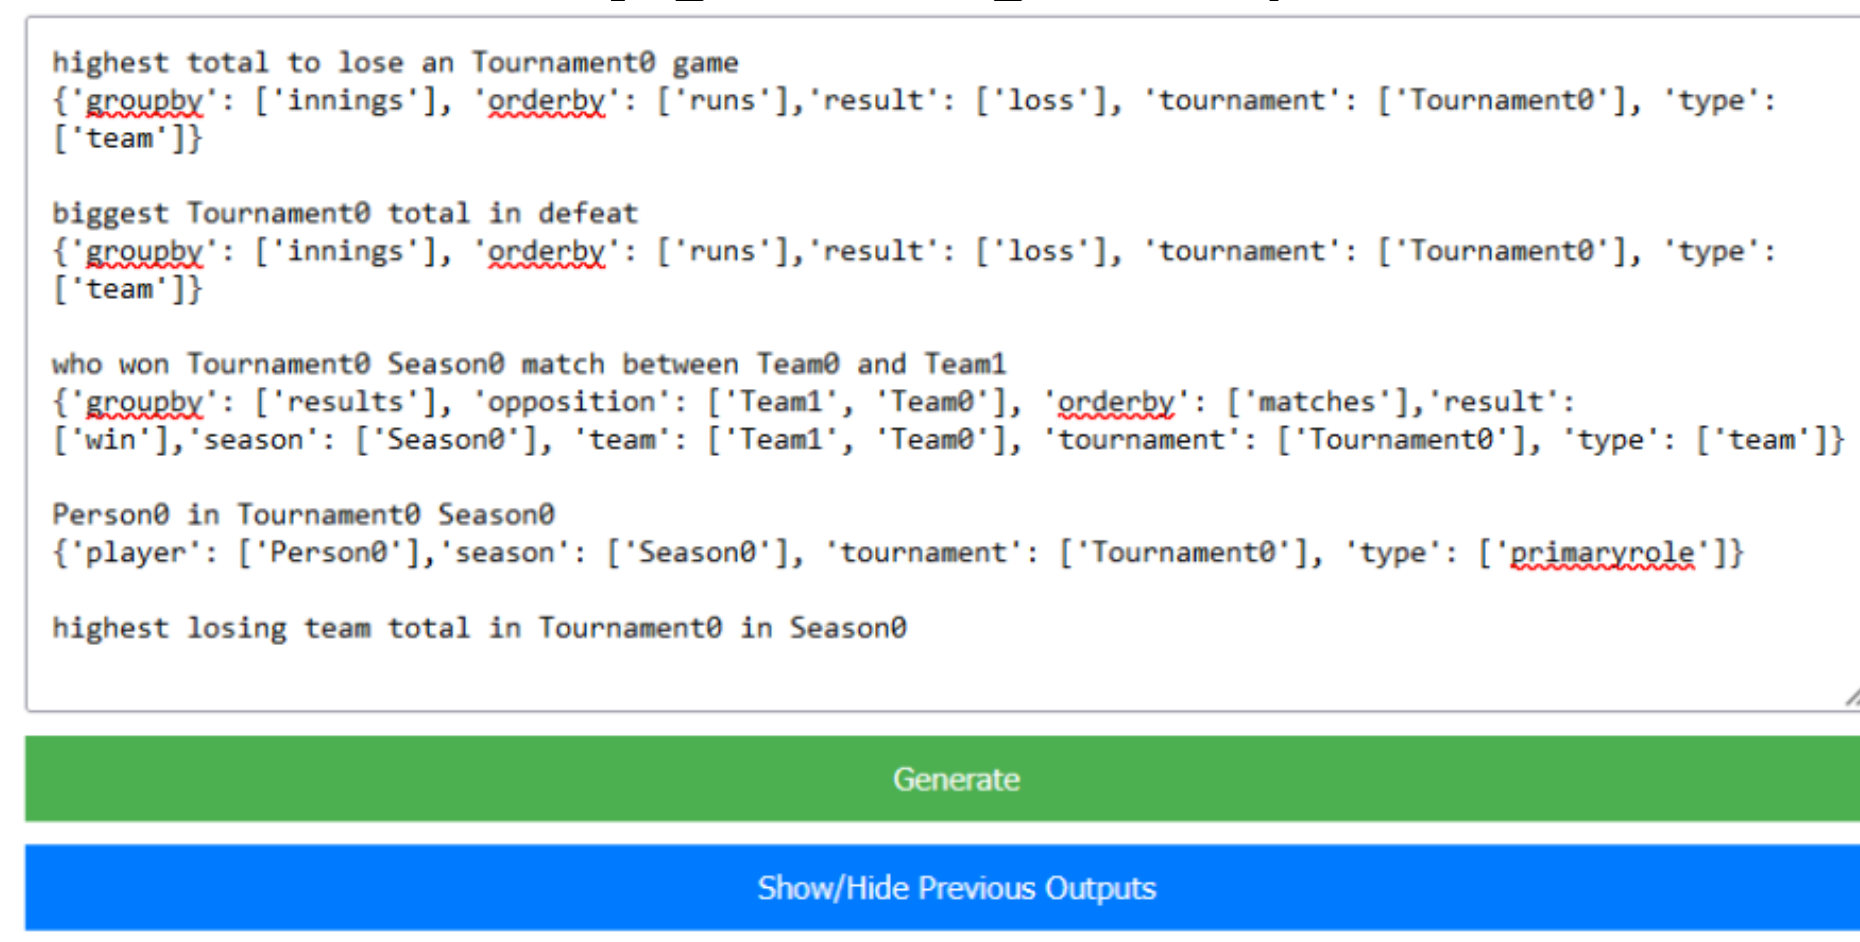 highest total to lose an Tournament0 game
{'groupby': ['innings'], 'orderby': ['runs'],'result': ['loss'], 'tournament': ['Tournament0'], 'type':
['team']}
biggest Tournament0 total in defeat
{'groupby': ['innings'], 'orderby': ['runs'],'result': ['loss'], 'tournament': ['Tournament0'], 'type':
['team']}
who won Tournament0 Season0 match between Team0 and Team1
{'groupby': ['results'], 'opposition': ['Team1', 'Team0'], 'orderby': ['matches'],'result':
['win'],'season': ['Season0'], 'team': ['Team1', 'Team0'], 'tournament': ['Tournament0'], 'type': ['team']}
Person0 in Tournament0 Season0
{'player': ['Person0'],'season': ['Season0'], 'tournament': ['Tournament0'], 'type': ['primaryrole']}
highest losing team total in Tournament0 in Season0
Generate
Show/Hide Previous Outputs